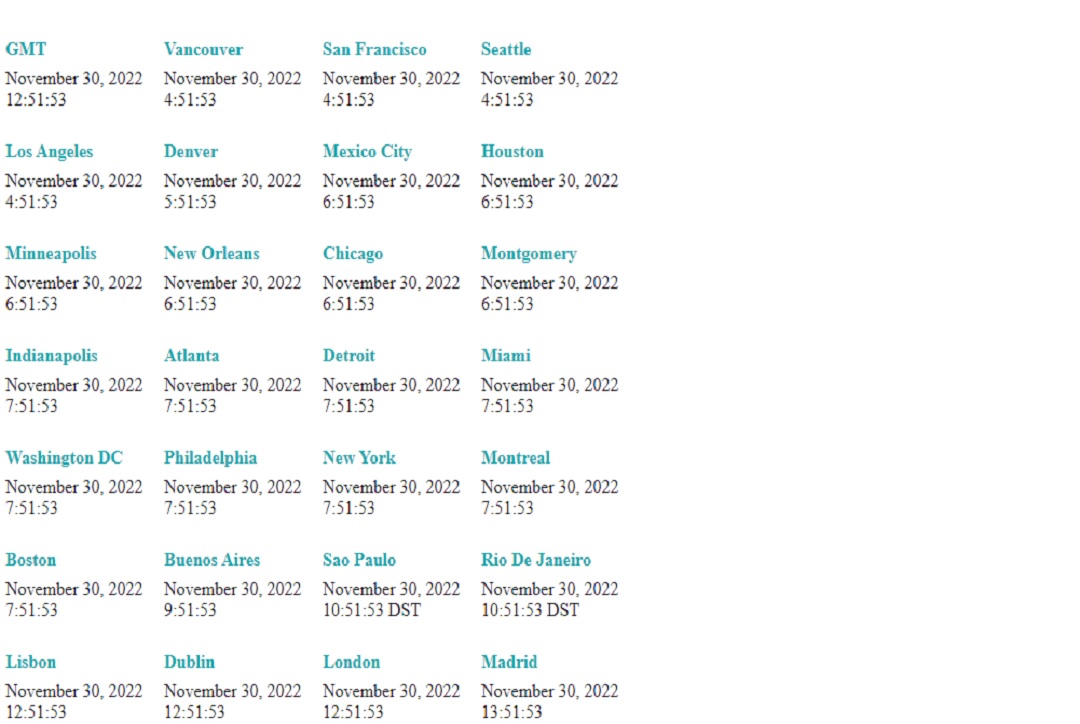 GMT Vancouver San Francisco Seattle
November 30, 2022 November 30, 2022 November 30, 2022 November 30, 2022
12:51:53 4:51:53 4:51:53 4:51:53
Los Angeles Denver Mexico City Houston
November 30, 2022 November 30, 2022 November 30, 2022 November 30, 2022
4:51:53 5:51:53 6:51:53 6:51:53
Minneapolis New Orleans Chicago Montgomery
November 30, 2022 November 30, 2022 November 30, 2022 November 30, 2022
6:51:53 6:51:53 6:51:53 6:51:53
Indianapolis Atlanta Detroit Miami
November 30, 2022 November 30, 2022 November 30, 2022 November 30, 2022
7:51:53 7:51:53 7:51:53 7:51:53
Washington DC Philadelphia New York Montreal
November 30, 2022 November 30, 2022 November 30, 2022 November 30, 2022
7:51:53 7:51:53 7:51:53 7:51:53
Boston Buenos Aires Sao Paulo Rio De Janeiro
November 30, 2022 November 30, 2022 November 30, 2022 November 30, 2022
7:51:53 9:51:53 10:51:53 DST 10:51:53 DST
Lisbon Dublin London Madrid
November 30, 2022 November 30, 2022 November 30, 2022 November 30, 2022
12:51:53 12:51:53 12:51:53 13:51:53